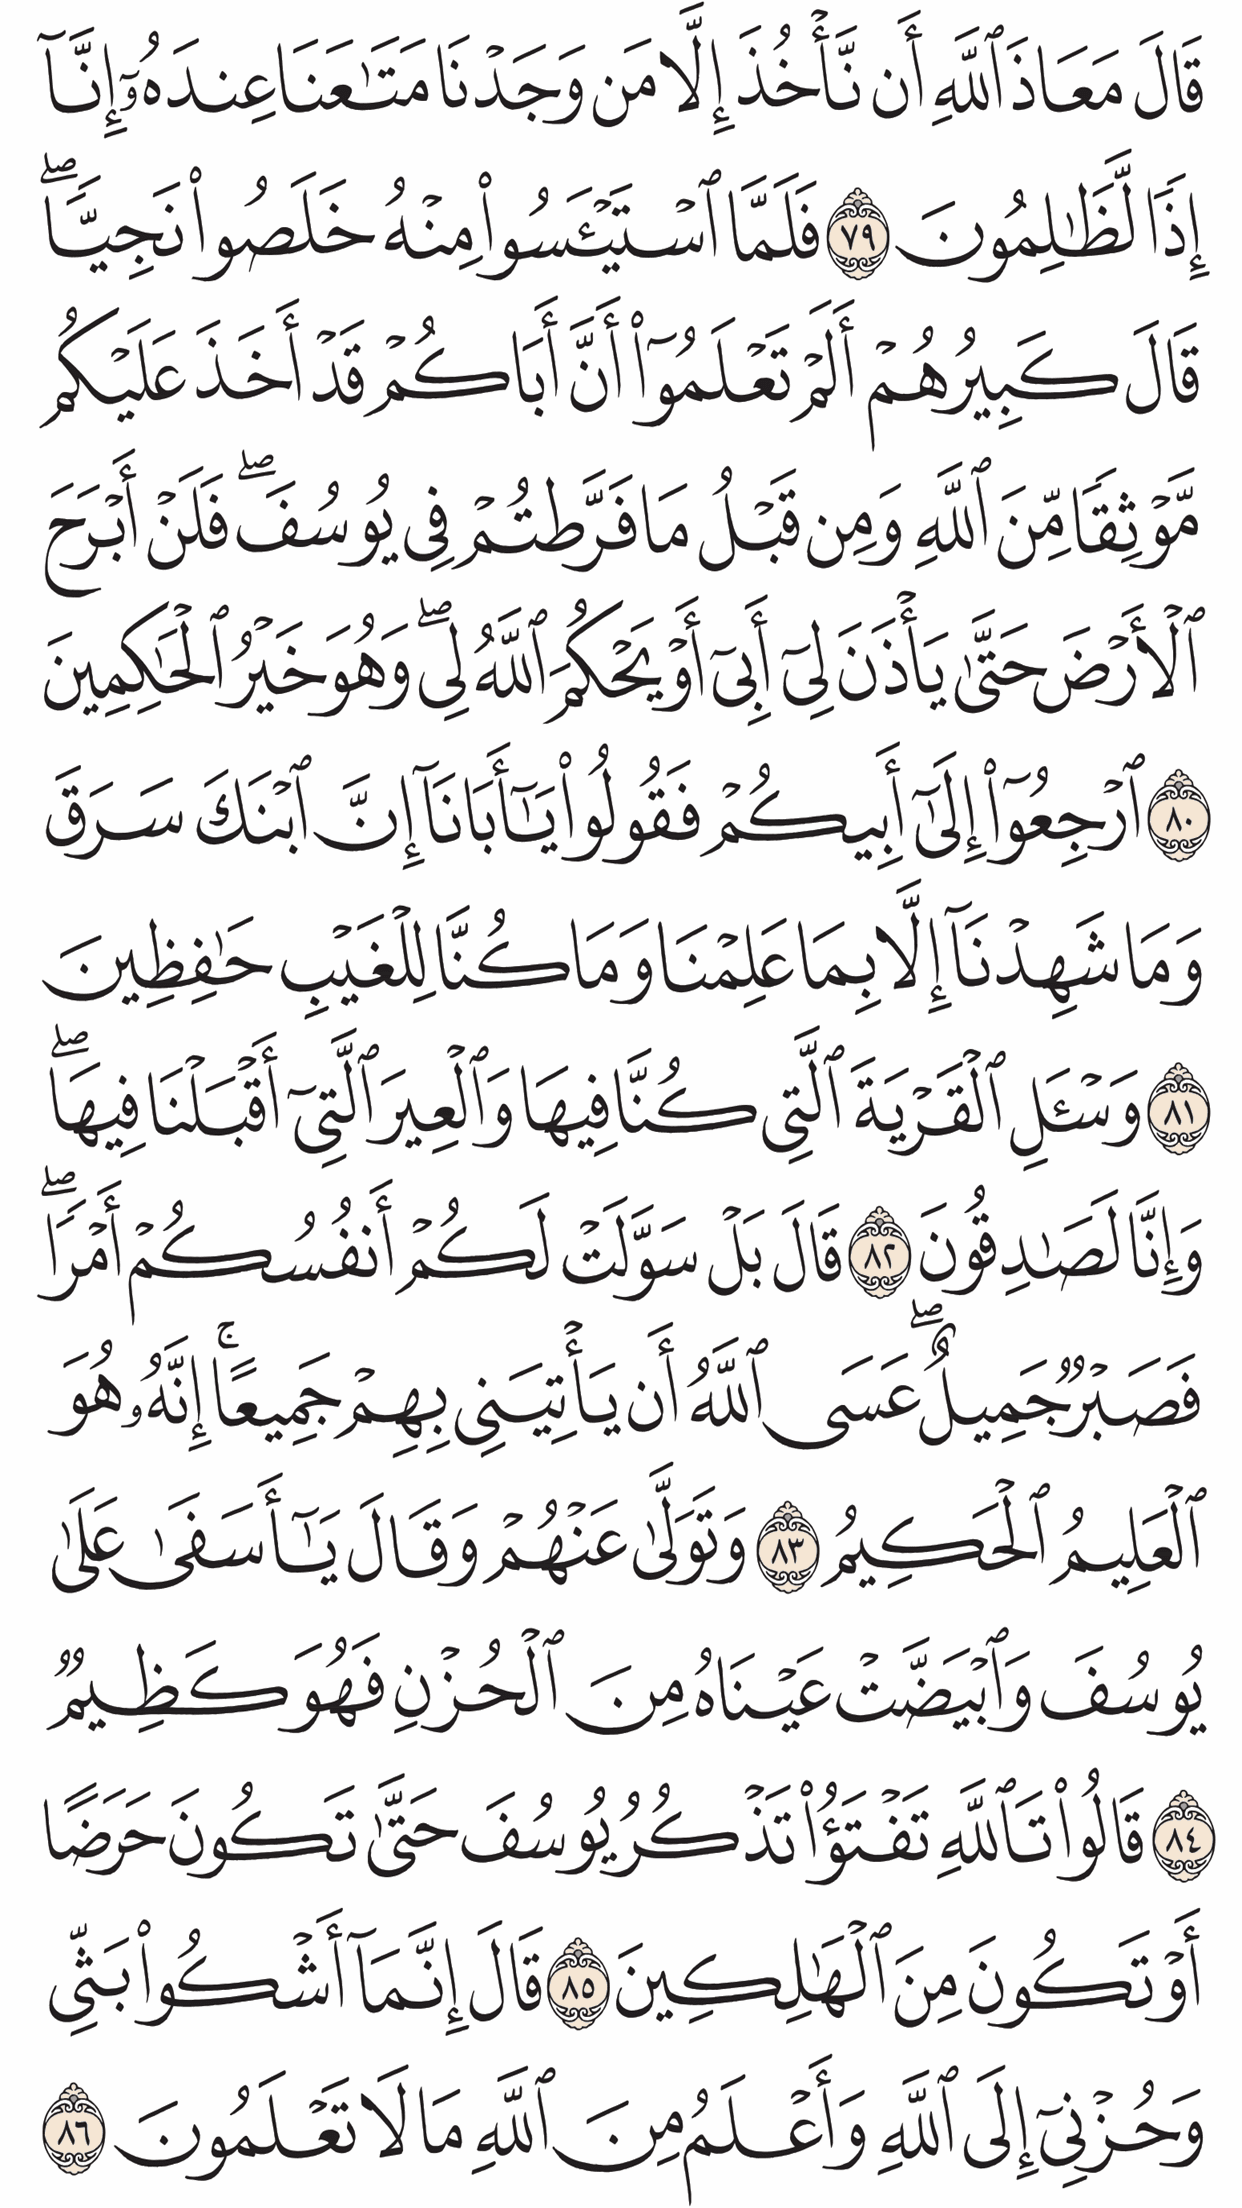 قَالَ مَعَاذَ ٱللَّهِ أَن نَّأۡخُذَ إِلَّا مَن وَجَدۡنَا مَتَٰعَنَا عِندَهُۥٓ إِنَّآ
إِذٗا لَّظَٰلِمُونَ ٧٩ فَلَمَّا ٱسۡتَيۡـَٔسُواْ مِنۡهُ خَلَصُواْ نَجِيّٗاۖ
قَالَ كَبِيرُهُمۡ أَلَمۡ تَعۡلَمُوٓاْ أَنَّ أَبَاكُمۡ قَدۡ أَخَذَ عَلَيۡكُم
مَّوۡثِقٗا مِّنَ ٱللَّهِ وَمِن قَبۡلُ مَا فَرَّطتُمۡ فِي يُوسُفَۖ فَلَنۡ أَبۡرَحَ
ٱلۡأَرۡضَ حَتَّىٰ يَأۡذَنَ لِيٓ أَبِيٓ أَوۡ يَحۡكُمَ ٱللَّهُ لِيۖ وَهُوَ خَيۡرُ ٱلۡحَٰكِمِينَ
٨٠ ٱرۡجِعُوٓاْ إِلَىٰٓ أَبِيكُمۡ فَقُولُواْ يَٰٓأَبَانَآ إِنَّ ٱبۡنَكَ سَرَقَ
وَمَا شَهِدۡنَآ إِلَّا بِمَا عَلِمۡنَا وَمَا كُنَّا لِلۡغَيۡبِ حَٰفِظِينَ
٨١ وَسۡـَٔلِ ٱلۡقَرۡيَةَ ٱلَّتِي كُنَّا فِيهَا وَٱلۡعِيرَ ٱلَّتِيٓ أَقۡبَلۡنَا فِيهَاۖ
وَإِنَّا لَصَٰدِقُونَ ٨٢ قَالَ بَلۡ سَوَّلَتۡ لَكُمۡ أَنفُسُكُمۡ أَمۡرٗاۖ
فَصَبۡرٞ جَمِيلٌۖ عَسَى ٱللَّهُ أَن يَأۡتِيَنِي بِهِمۡ جَمِيعًاۚ إِنَّهُۥ هُوَ
ٱلۡعَلِيمُ ٱلۡحَكِيمُ ٨٣ وَتَوَلَّىٰ عَنۡهُمۡ وَقَالَ يَٰٓأَسَفَىٰ عَلَىٰ
يُوسُفَ وَٱبۡيَضَّتۡ عَيۡنَاهُ مِنَ ٱلۡحُزۡنِ فَهُوَ كَظِيمٞ
٨٤ قَالُواْ تَٱللَّهِ تَفۡتَؤُاْ تَذۡكُرُ يُوسُفَ حَتَّىٰ تَكُونَ حَرَضًا
أَوۡ تَكُونَ مِنَ ٱلۡهَٰلِكِينَ ٨٥ قَالَ إِنَّمَآ أَشۡكُواْ بَثِّي
وَحُزۡنِيٓ إِلَى ٱللَّهِ وَأَعۡلَمُ مِنَ ٱللَّهِ مَا لَا تَعۡلَمُونَ ٨٦